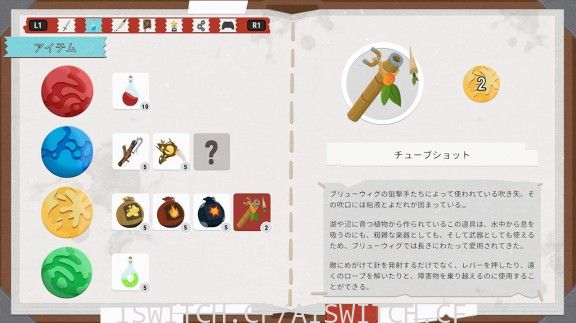 L1
R1
アイテム
10
5
5
?
5
5
5
2
5
2
チューブショット
ブリューウィグの狙撃手たちによって使われている吹き矢。そ
の吹口には粘液とよだれが固まっている…
湖や沼に育つ植物から作られているこの道具は、水中から息を
吸うのにも、粗雑な楽器としても、そして武器としても使える
ため、ブリューウィグでは長きにわたって愛用されてきた。
敵にめがけて針を発射するだけでなく、レバーを押したり、遠
くのロープを解いたりと、障害物を乗り越えるのに使用するこ
とができる。
ISWITCH.CF/AISWITCH.CF